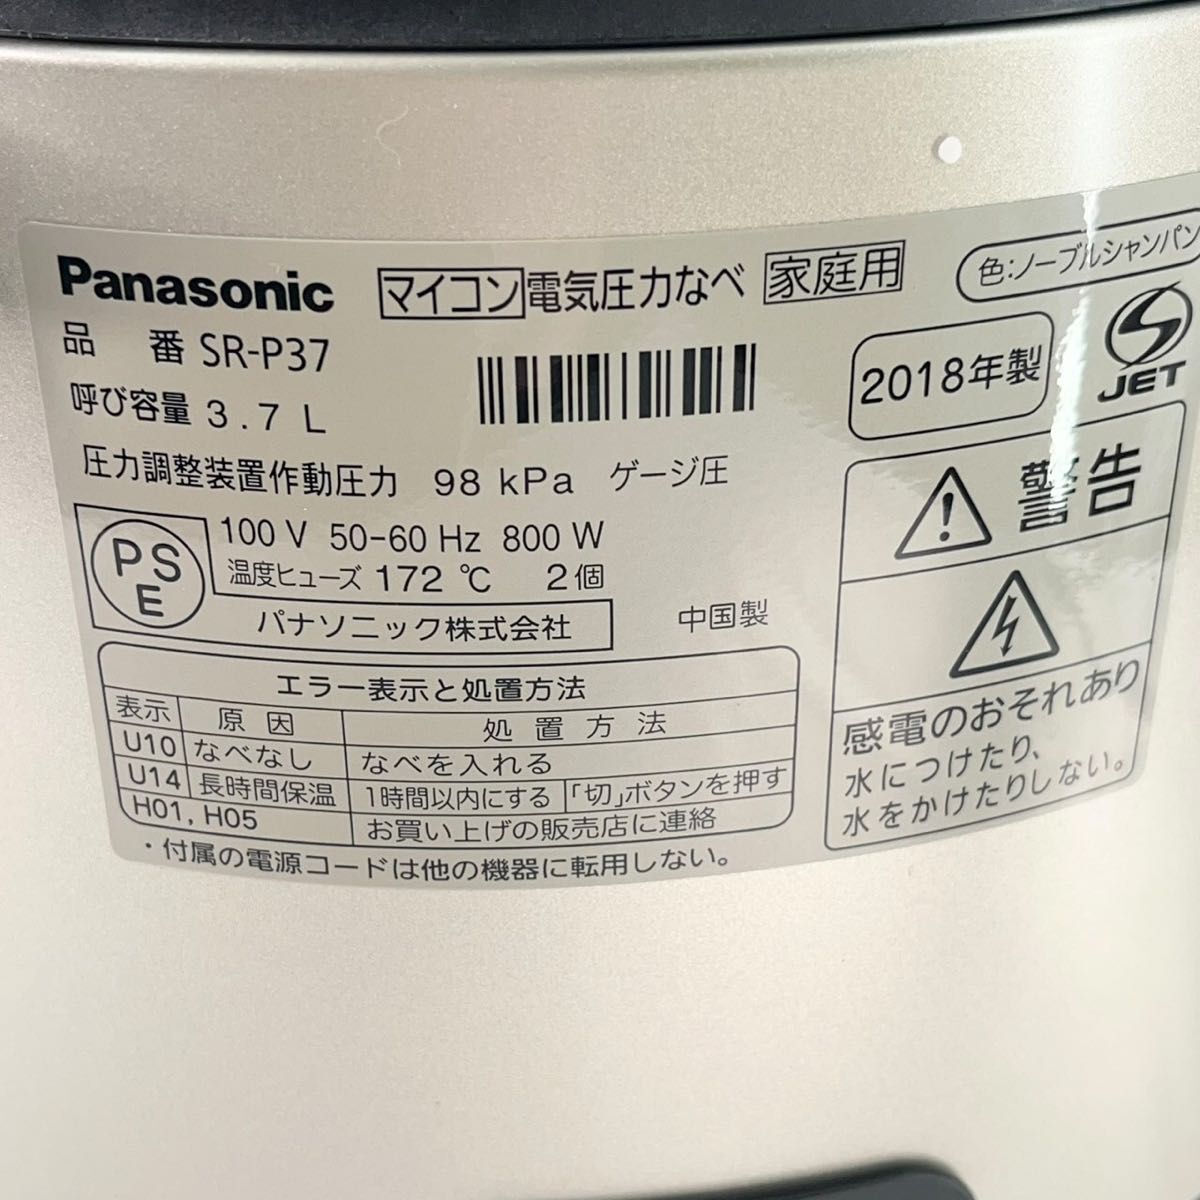 Panasonic マイコン 電気圧力なべ 家庭用
色:ノーブルシャンパン
品番 SR-P37
呼び容量 3.7 L
2018年製
JET
圧力調整装置作動圧力 98 kPa ゲージ圧
PSE
100 V 50-60 Hz 800 W
温度ヒューズ 172 ℃ 2個
パナソニック株式会社
中国製
エラー表示と処置方法
表示 原因 処置方法
U10 なべなし なべを入れる
U14 長時間保温 1時間以内にする 「切」ボタンを押す
H01, H05 お買い上げの販売店に連絡
・付属の電源コードは他の機器に転用しない。
警告
感電のおそれあり
水につけたり、
水をかけたりしない。